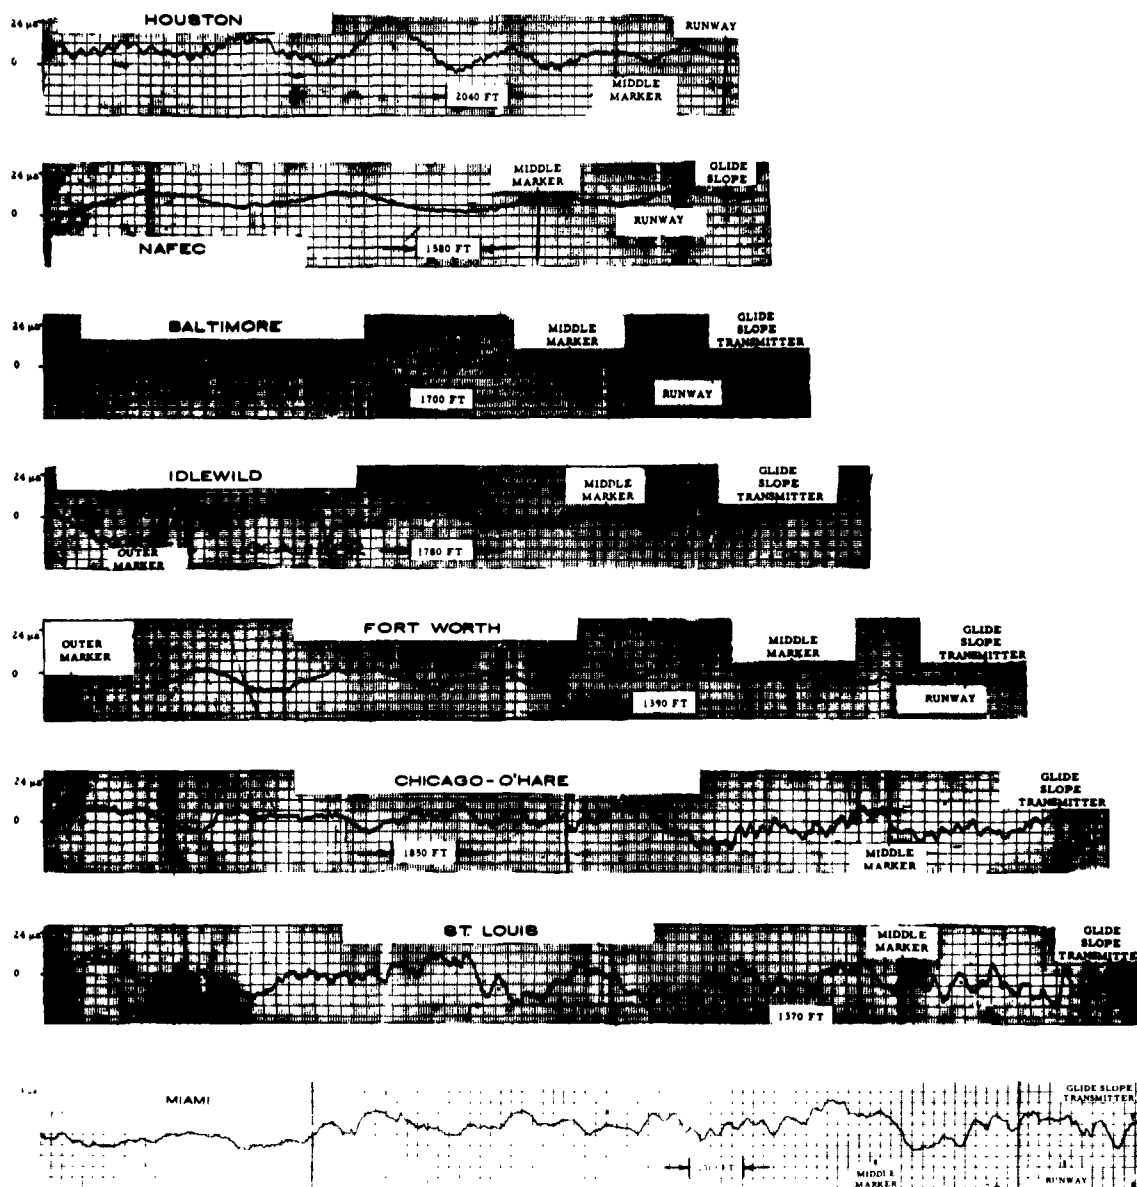 HOUSTON
24 μa
0
RUNWAY
2040 FT
MIDDLE
MARKER
24 μa
0
MIDDLE
MARKER
GLIDE
SLOPE
RUNWAY
NAFEC
1580 FT
24 μa
0
BALTIMORE
MIDDLE
MARKER
GLIDE
SLOPE
TRANSMITTER
1700 FT
RUNWAY
24 μa
0
IDLEWILD
MIDDLE
MARKER
GLIDE
SLOPE
TRANSMITTER
OUTER
MARKER
1780 FT
24 μa
0
OUTER
MARKER
FORT WORTH
MIDDLE
MARKER
GLIDE
SLOPE
TRANSMITTER
1390 FT
RUNWAY
24 μa
0
CHICAGO-O'HARE
GLIDE
SLOPE
TRANSMITTER
1850 FT
MIDDLE
MARKER
24 μa
0
ST. LOUIS
MIDDLE
MARKER
GLIDE
SLOPE
TRANSMITTER
1370 FT
MIAMI
GLIDE SLOPE
TRANSMITTER
FT
MIDDLE
MARKER
RUNWAY